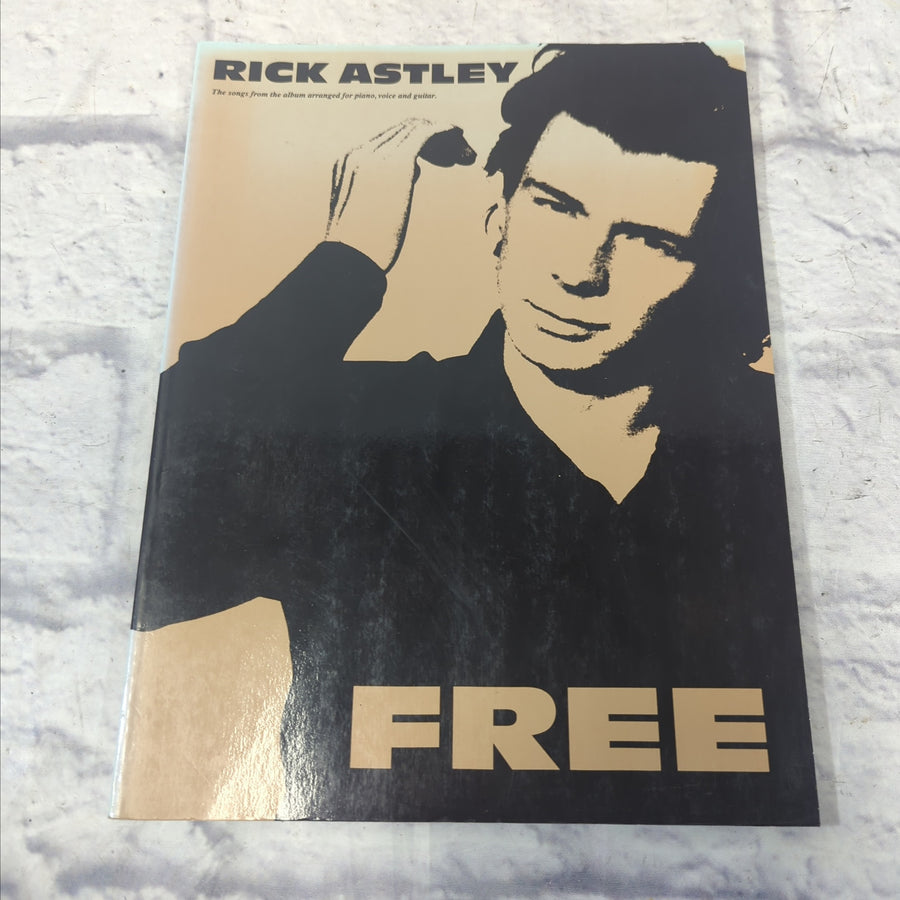 RICK ASTLEY
The songs from the album arranged for piano, voice and guitar.
FREE